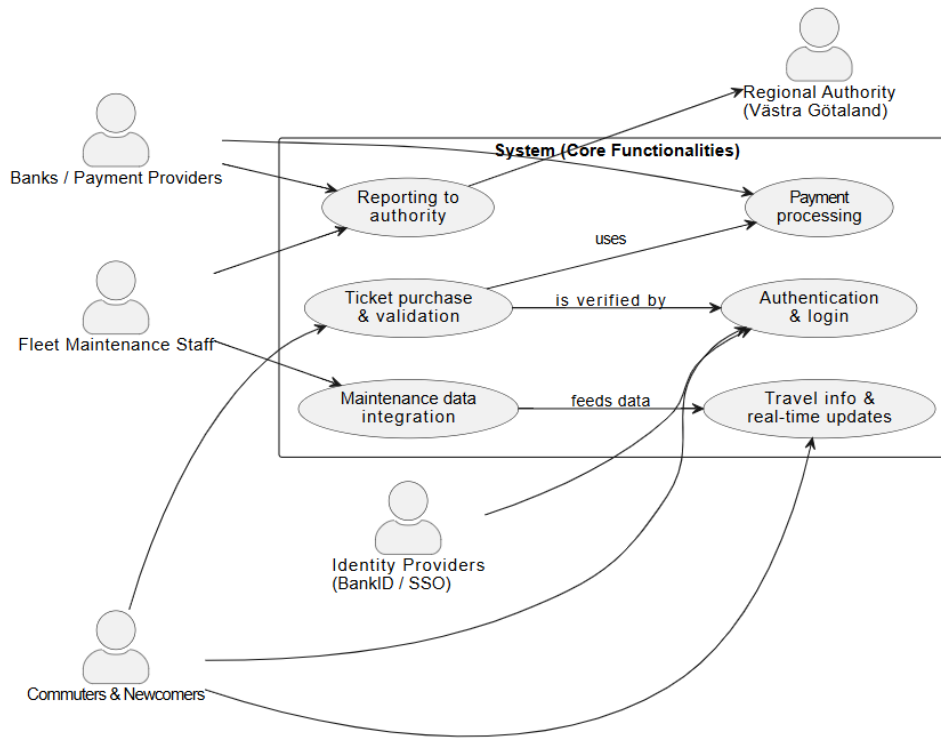 Regional Authority
(Västra Götaland)
Banks / Payment Providers
System (Core Functionalities)
Reporting to
authority
Payment
processing
uses
Fleet Maintenance Staff
Ticket purchase
& validation
is verified by
Authentication
& login
Maintenance data
integration
feeds data
Travel info &
real-time updates
Identity Providers
(BankID / SSO)
Commuters & Newcomers